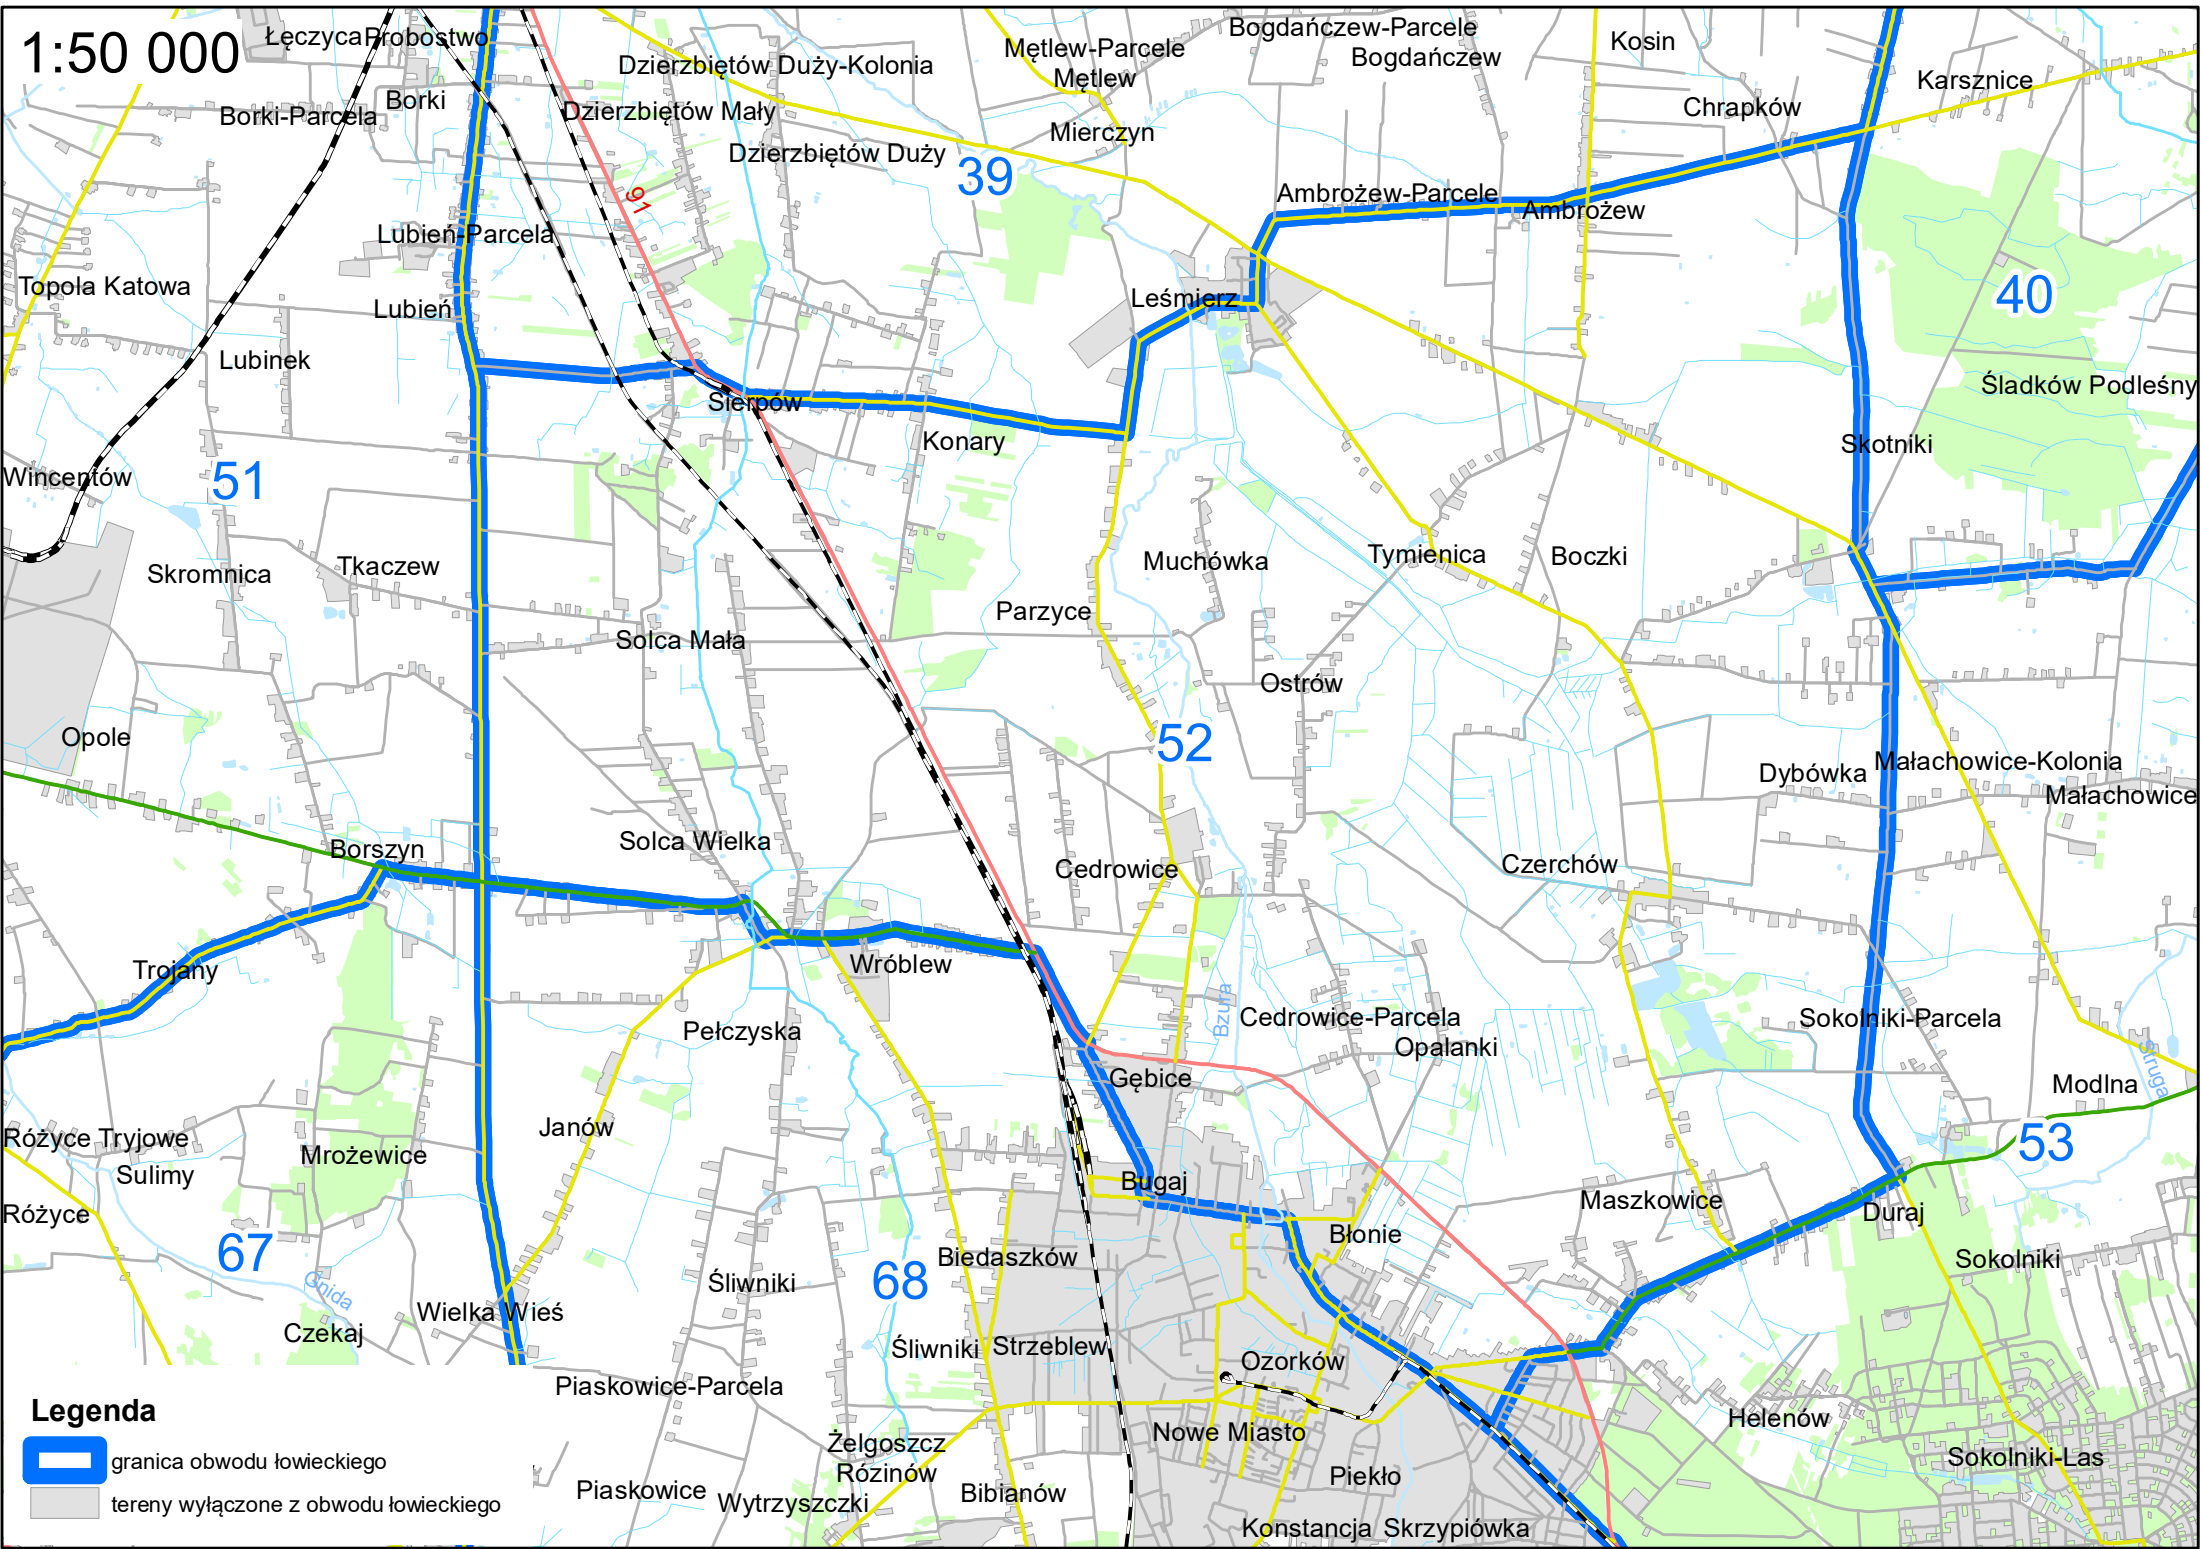 1:50 000
Łęczyca Probostwo
Bogdańczew-Parcele
Bogdańczew
Kosin
Mętlew-Parcele
Mętlew
Dzierzbiętów Duży-Kolonia
Karsznice
Borki
Borki-Parcela
Dzierzbiętów Mały
Chrapków
Mierczyn
Dzierzbiętów Duży
39
91
Ambrożew-Parcele
Ambrożew
Lubień-Parcela
Topola Katowa
Leśmierz
40
Lubień
Lubinek
Śladków Podleśny
Sierpów
Konary
Skotniki
Wincentów
51
Skromnica
Tkaczew
Muchówka
Tymienica
Boczki
Parzyce
Solca Mała
Ostrów
Opole
52
Małachowice-Kolonia
Dybówka
Małachowice
Borszyn
Solca Wielka
Cedrowice
Czerchów
Trojany
Wróblew
Bzura
Pełczyska
Cedrowice-Parcela
Opalanki
Sokolniki-Parcela
Struga
Gębice
Modlna
Janów
Różyce Tryjowe
Sulimy
Mrożewice
53
Bugaj
Maszkowice
Duraj
Różyce
67
Błonie
Biedaszków
Sokolniki
68
Śliwniki
Gnida
Wielka Wieś
Czekaj
Śliwniki
Strzeblew
Ozorków
Piaskowice-Parcela
Legenda
Helenów
Nowe Miasto
Żelgoszcz
granica obwodu łowieckiego
Sokolniki-Las
Rózinów
Piekło
Piaskowice
Wytrzyszczki
Bibianów
tereny wyłączone z obwodu łowieckiego
Konstancja
Skrzypiówka